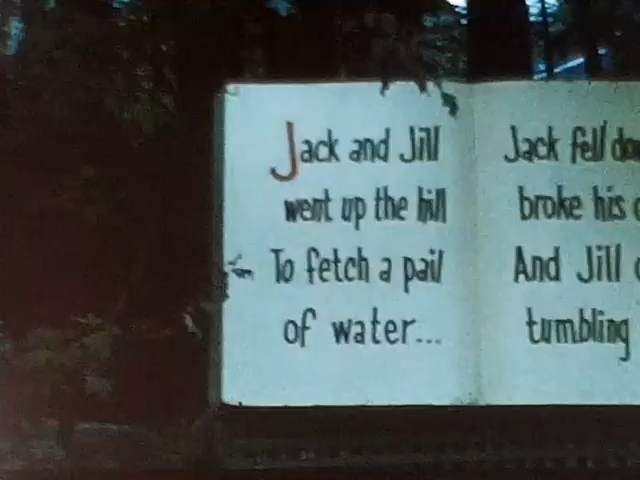 Jack and Jill
went up the hill
To fetch a pail
of water...
Jack fell
broke his
And Jill
tumbling